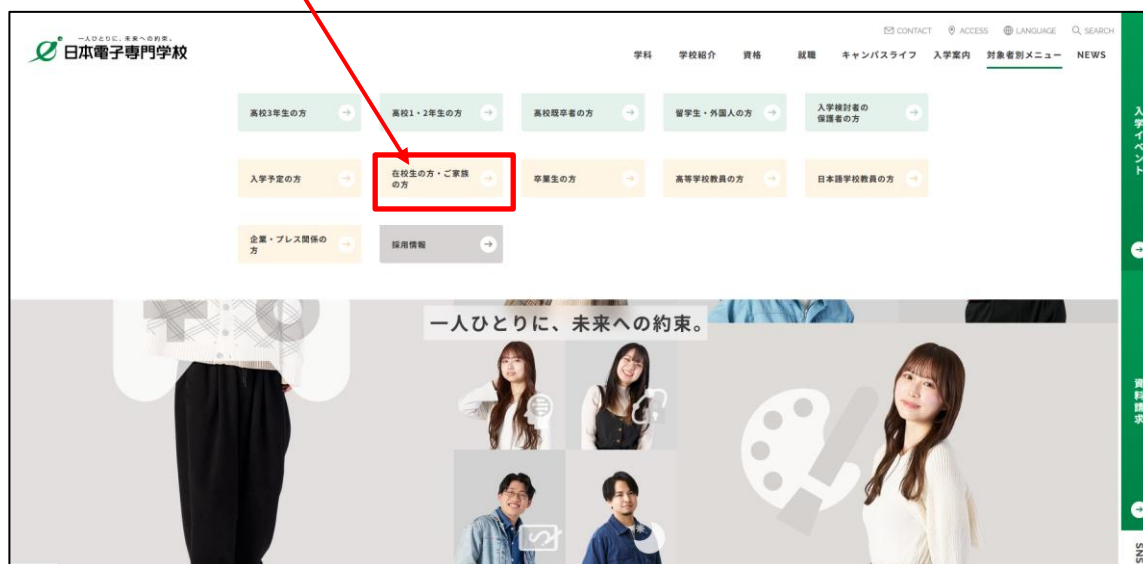 一人ひとりに、未来への約束。
日本電子専門学校
CONTACT ACCESS LANGUAGE SEARCH
学科 学校紹介 資格 就職 キャンパスライフ 入学案内 対象者別メニュー NEWS
高校3年生の方
高校1・2年生の方
高校既卒者の方
留学生・外国人の方
入学検討者の
保護者の方
入学予定の方
在校生の方・ご家族
の方
卒業生の方
高等学校教員の方
日本語学校教員の方
企業・プレス関係の
方
採用情報
一人ひとりに、未来への約束。
入学イベント
資料請求
SNS